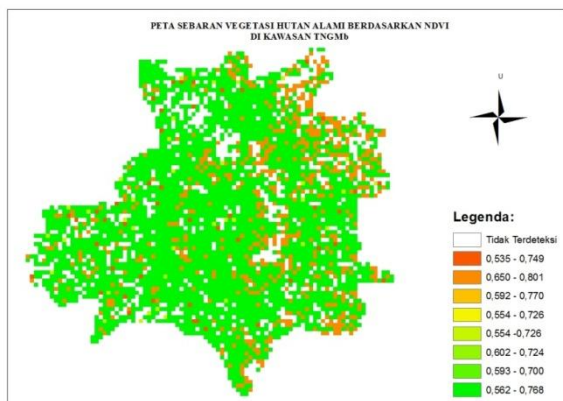 PETA SEBARAN VEGETASI HUTAN ALAMI BERDASARKAN NDVI
DI KAWASAN TNGMb
U
Legenda:
Tidak Terdeteksi
0,535 - 0,749
0,650 - 0,801
0,592 - 0,770
0,554 - 0,726
0,554 -0,726
0,602 - 0,724
0,593 - 0,700
0,562 - 0,768